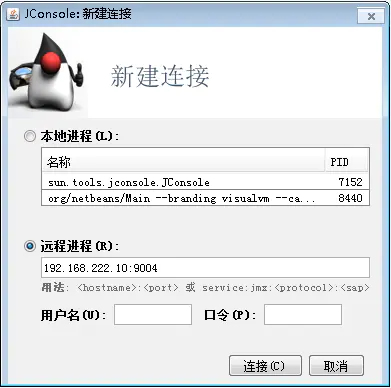 JConsole: 新建连接
新建连接
本地进程(L):
名称 PID
sun.tools.jconsole.JConsole 7152
org/netbeans/Main --branding visualvm --ca... 8440
远程进程(R):
192.168.222.10:9004
用法: <hostname>:<port> 或 service:jmx:<protocol>:<sap>
用户名(U): 口令(P):
连接(C) 取消